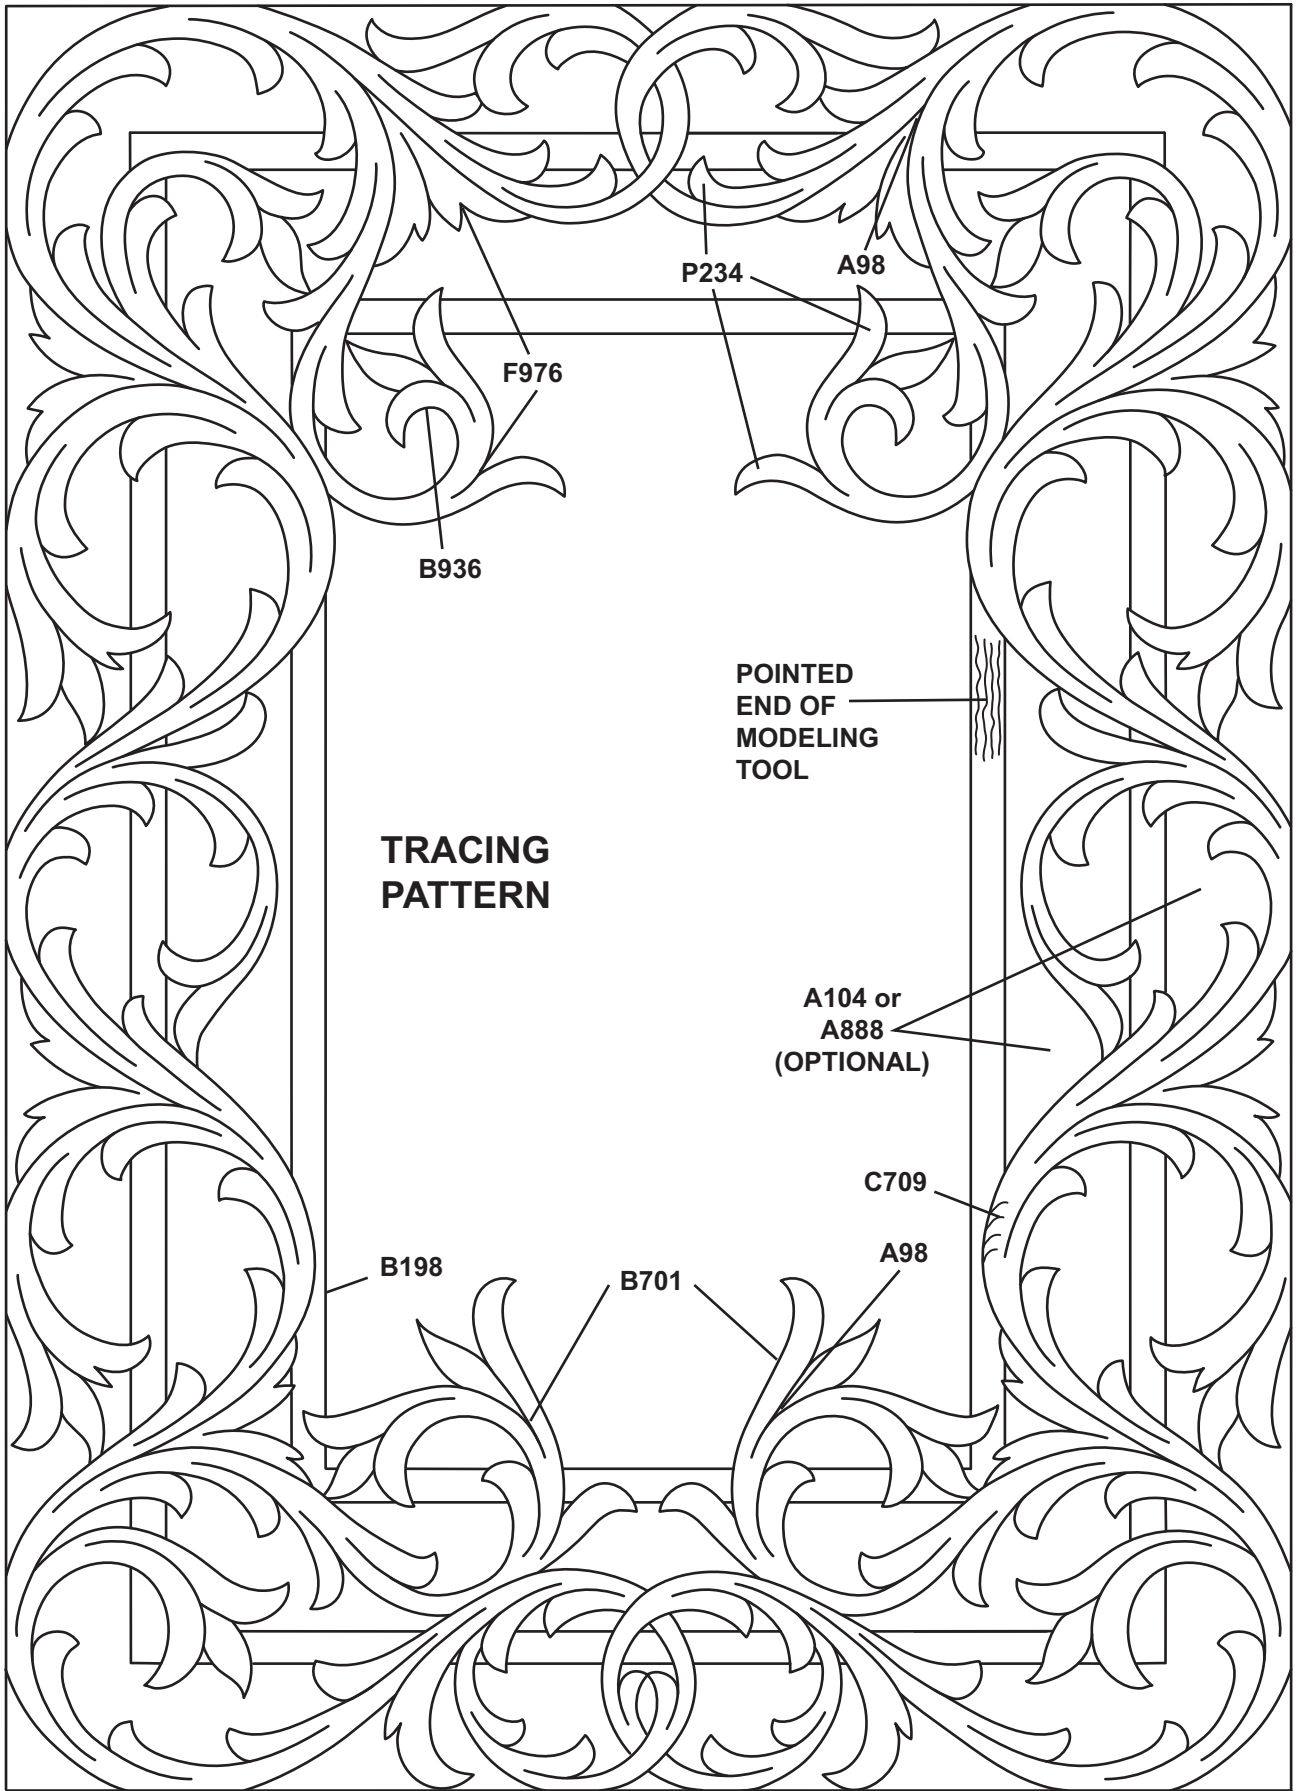 A98
P234
F976
B936
POINTED
END OF
MODELING
TOOL
TRACING
PATTERN
A104 or
A888
(OPTIONAL)
C709
A98
B198
B701